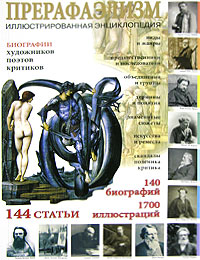 ПРЕРАФАЭЛИЗМ
ИЛЛЮСТРИРОВАННАЯ ЭНЦИКЛОПЕДИЯ
БИОГРАФИИ
художников
поэтов
критиков
виды
и жанры
предшественники
и последователи
объединения
и группы
термины
и понятия
знаменитые
сюжеты
искусства
и ремесла
скандалы
полемика
критика
140
биографий
1700
иллюстраций
144 СТАТЬИ